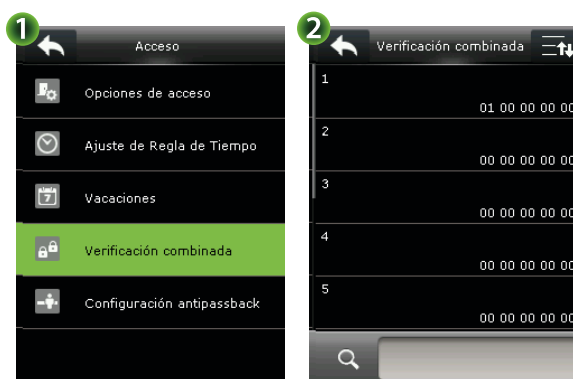 1
Acceso
Opciones de acceso
Ajuste de Regla de Tiempo
7
Vacaciones
Verificación combinada
Configuración antipassback
2
Verificación combinada
1
01 00 00 00 00
2
00 00 00 00 00
3
00 00 00 00 00
4
00 00 00 00 00
5
00 00 00 00 00